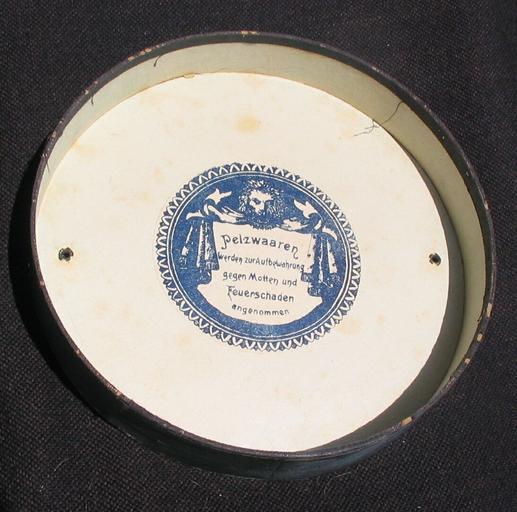 Pelzwaaren
werden zur Aufbewahrung
gegen Motten und
Feuerschaden
angenommen